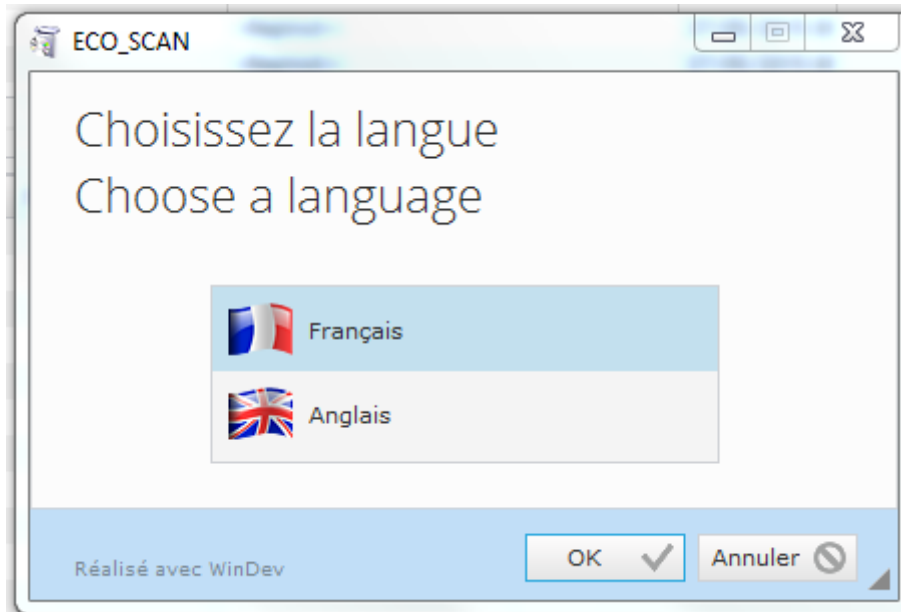 ECO_SCAN
Choisissez la langue
Choose a language
Français
Anglais
Réalisé avec WinDev
OK
Annuler